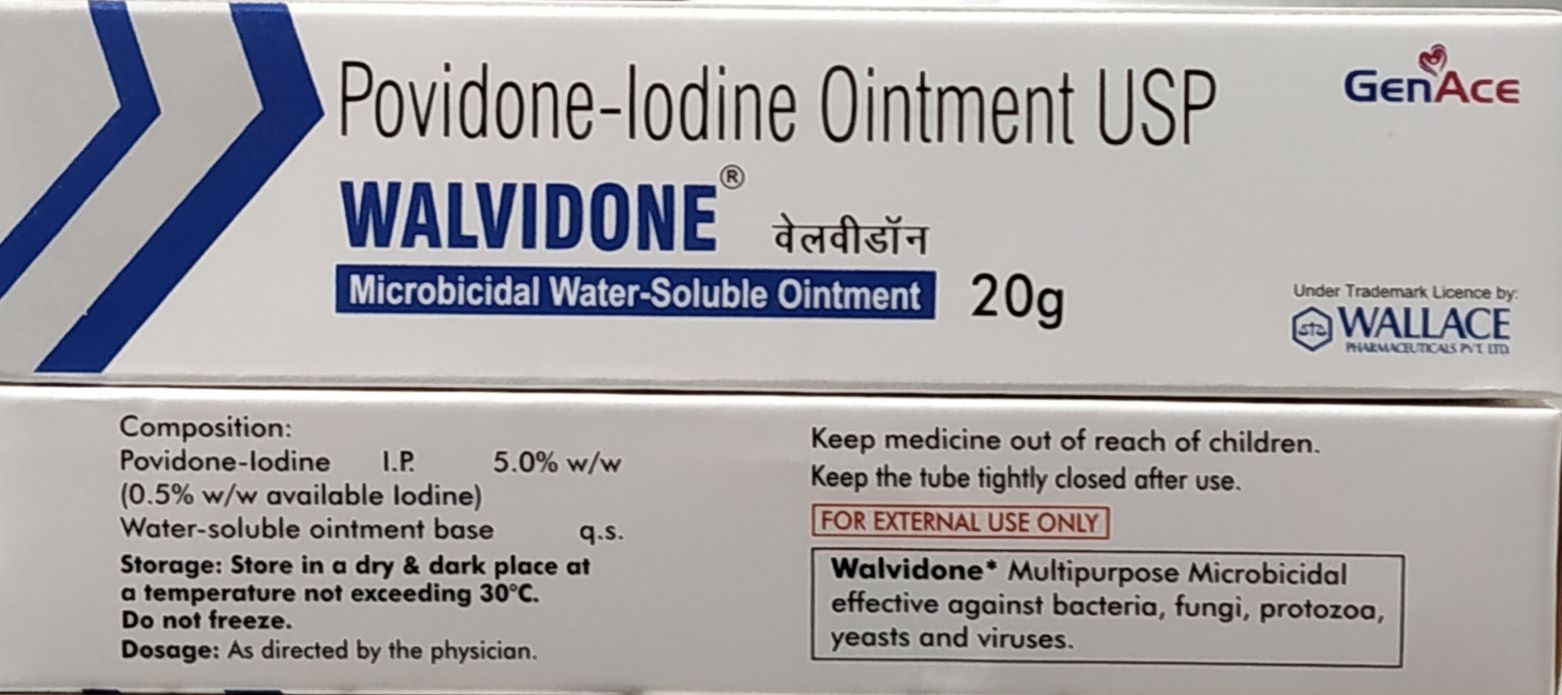 Povidone-Iodine Ointment USP
GenAce
WALVIDONE® वेलवीडॉन
Microbicidal Water-Soluble Ointment 20g
Under Trademark Licence by:
WALLACE
PHARMACEUTICALS PVT. LTD.
Composition:
Povidone-Iodine I.P. 5.0% w/w
(0.5% w/w available Iodine)
Water-soluble ointment base q.s.
Storage: Store in a dry & dark place at
a temperature not exceeding 30°C.
Do not freeze.
Dosage: As directed by the physician.
Keep medicine out of reach of children.
Keep the tube tightly closed after use.
FOR EXTERNAL USE ONLY
Walvidone* Multipurpose Microbicidal
effective against bacteria, fungi, protozoa,
yeasts and viruses.